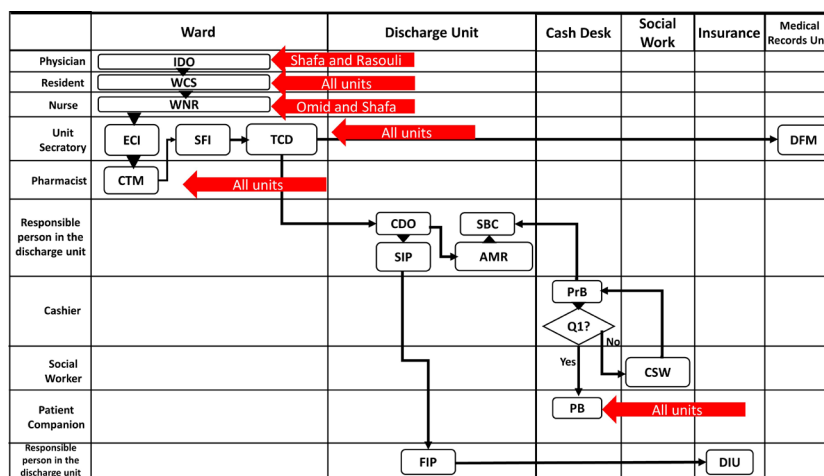 Ward
Discharge Unit
Cash Desk
Social
Work
Insurance
Medical
Records Un
Physician
IDO
Shafa and Rasouli
Resident
WCS
All units
Nurse
WNR
Omid and Shafa
Unit
Secratory
ECI
SFI
TCD
All units
DFM
Pharmacist
CTM
All units
Responsible
person in the
discharge unit
CDO
SBC
SIP
AMR
Cashier
PrB
Q1?
No
Yes
Social
Worker
CSW
Patient
Companion
PB
All units
Responsible
person in the
discharge unit
FIP
DIU